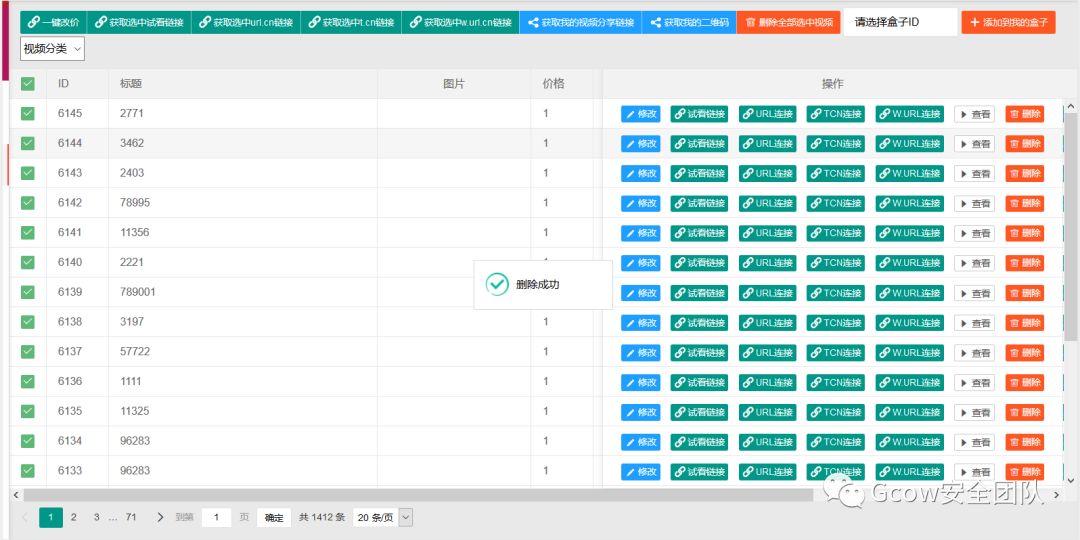 一键改价 获取选中试看链接 获取选中url.cn链接 获取选中t.cn链接 获取选中w.url.cn链接 获取我的视频分享链接 获取我的二维码 删除全部选中视频 请选择盒子ID 添加到我的盒子
视频分类
ID 标题 图片 价格 操作
6145 2771 1 修改 试看链接 URL连接 TCN连接 W.URL连接 查看 删除
6144 3462 1 修改 试看链接 URL连接 TCN连接 W.URL连接 查看 删除
6143 2403 1 修改 试看链接 URL连接 TCN连接 W.URL连接 查看 删除
6142 78995 1 修改 试看链接 URL连接 TCN连接 W.URL连接 查看 删除
6141 11356 1 修改 试看链接 URL连接 TCN连接 W.URL连接 查看 删除
6140 2221 修改 试看链接 URL连接 TCN连接 W.URL连接 查看 删除
删除成功
6139 789001 修改 试看链接 URL连接 TCN连接 W.URL连接 查看 删除
6138 3197 1 修改 试看链接 URL连接 TCN连接 W.URL连接 查看 删除
6137 57722 1 修改 试看链接 URL连接 TCN连接 W.URL连接 查看 删除
6136 1111 1 修改 试看链接 URL连接 TCN连接 W.URL连接 查看 删除
6135 11325 1 修改 试看链接 URL连接 TCN连接 W.URL连接 查看 删除
6134 96283 1 修改 试看链接 URL连接 TCN连接 W.URL连接 查看 删除
6133 96283 1 修改 试看链接 URL连接 TCN连接 W.URL连接 查看 删除
Gcow安全团队
1 2 3 … 71 到第 1 页 确定 共 1412 条 20 条/页